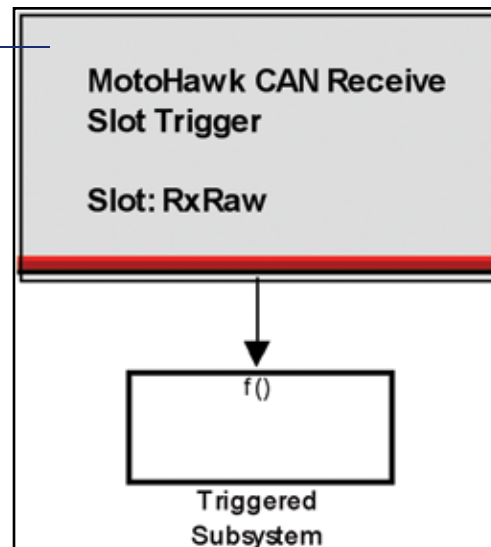 MotoHawk CAN Receive
Slot Trigger
Slot: RxRaw
f()
Triggered
Subsystem